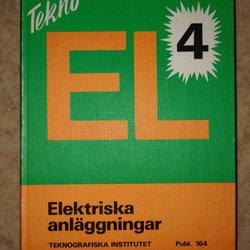 Tekno
4
EL
Elektriska
anläggningar
TEKNOGRAFISKA INSTITUTET Publ. 164